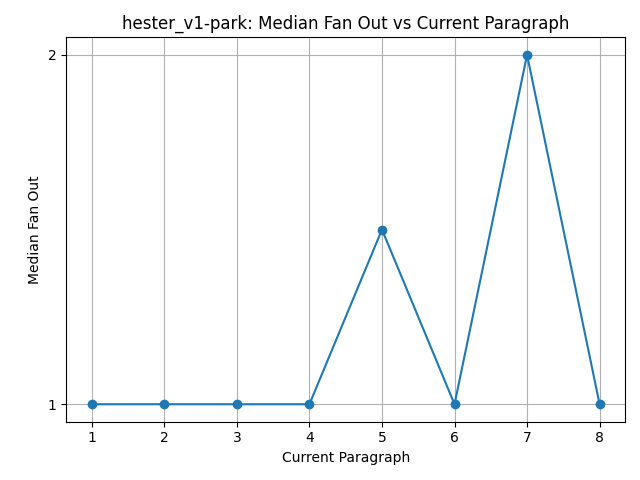 hester_v1-park: Median Fan Out vs Current Paragraph
2
1
Median Fan Out
1 2 3 4 5 6 7 8
Current Paragraph